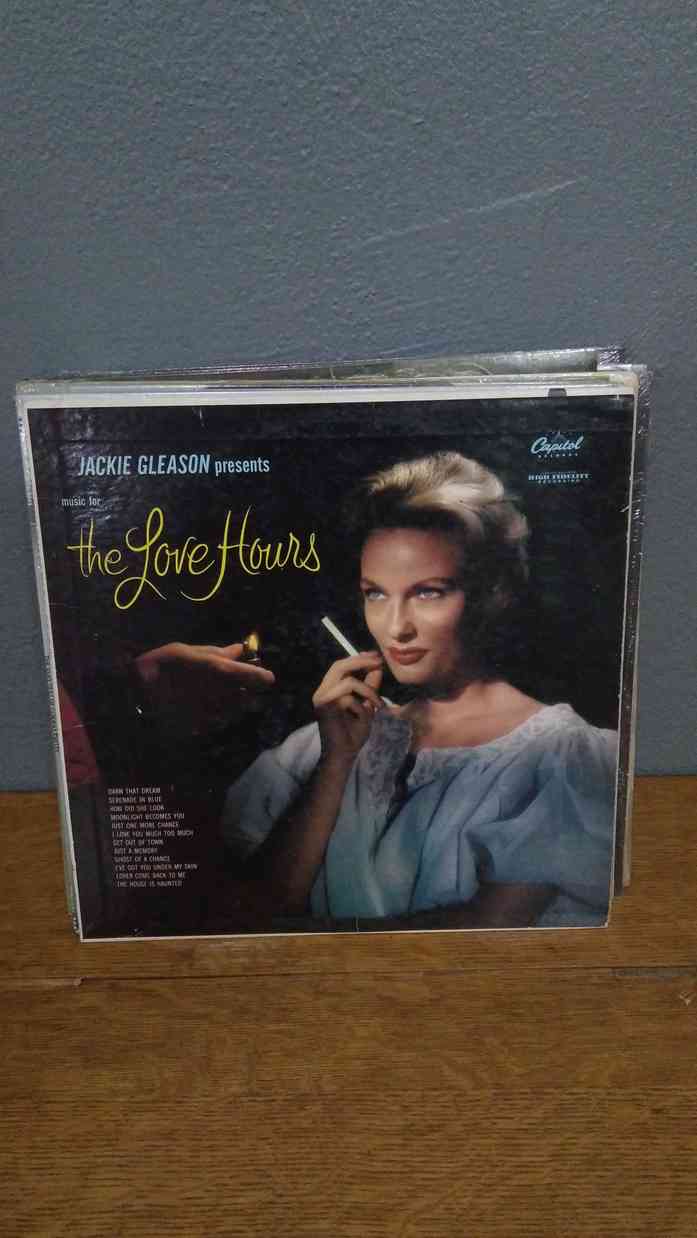 JACKIE GLEASON presents
music for
the Love Hours
Capitol
RECORDS
HIGH FIDELITY
RECORDING
DARN THAT DREAM
SERENADE IN BLUE
HOW DID SHE LOOK
MOONLIGHT BECOMES YOU
JUST ONE MORE CHANCE
I LOVE YOU MUCH TOO MUCH
GET OUT OF TOWN
JUST A MEMORY
GHOST OF A CHANCE
I'VE GOT YOU UNDER MY SKIN
LOVER COME BACK TO ME
THE HOUSE IS HAUNTED